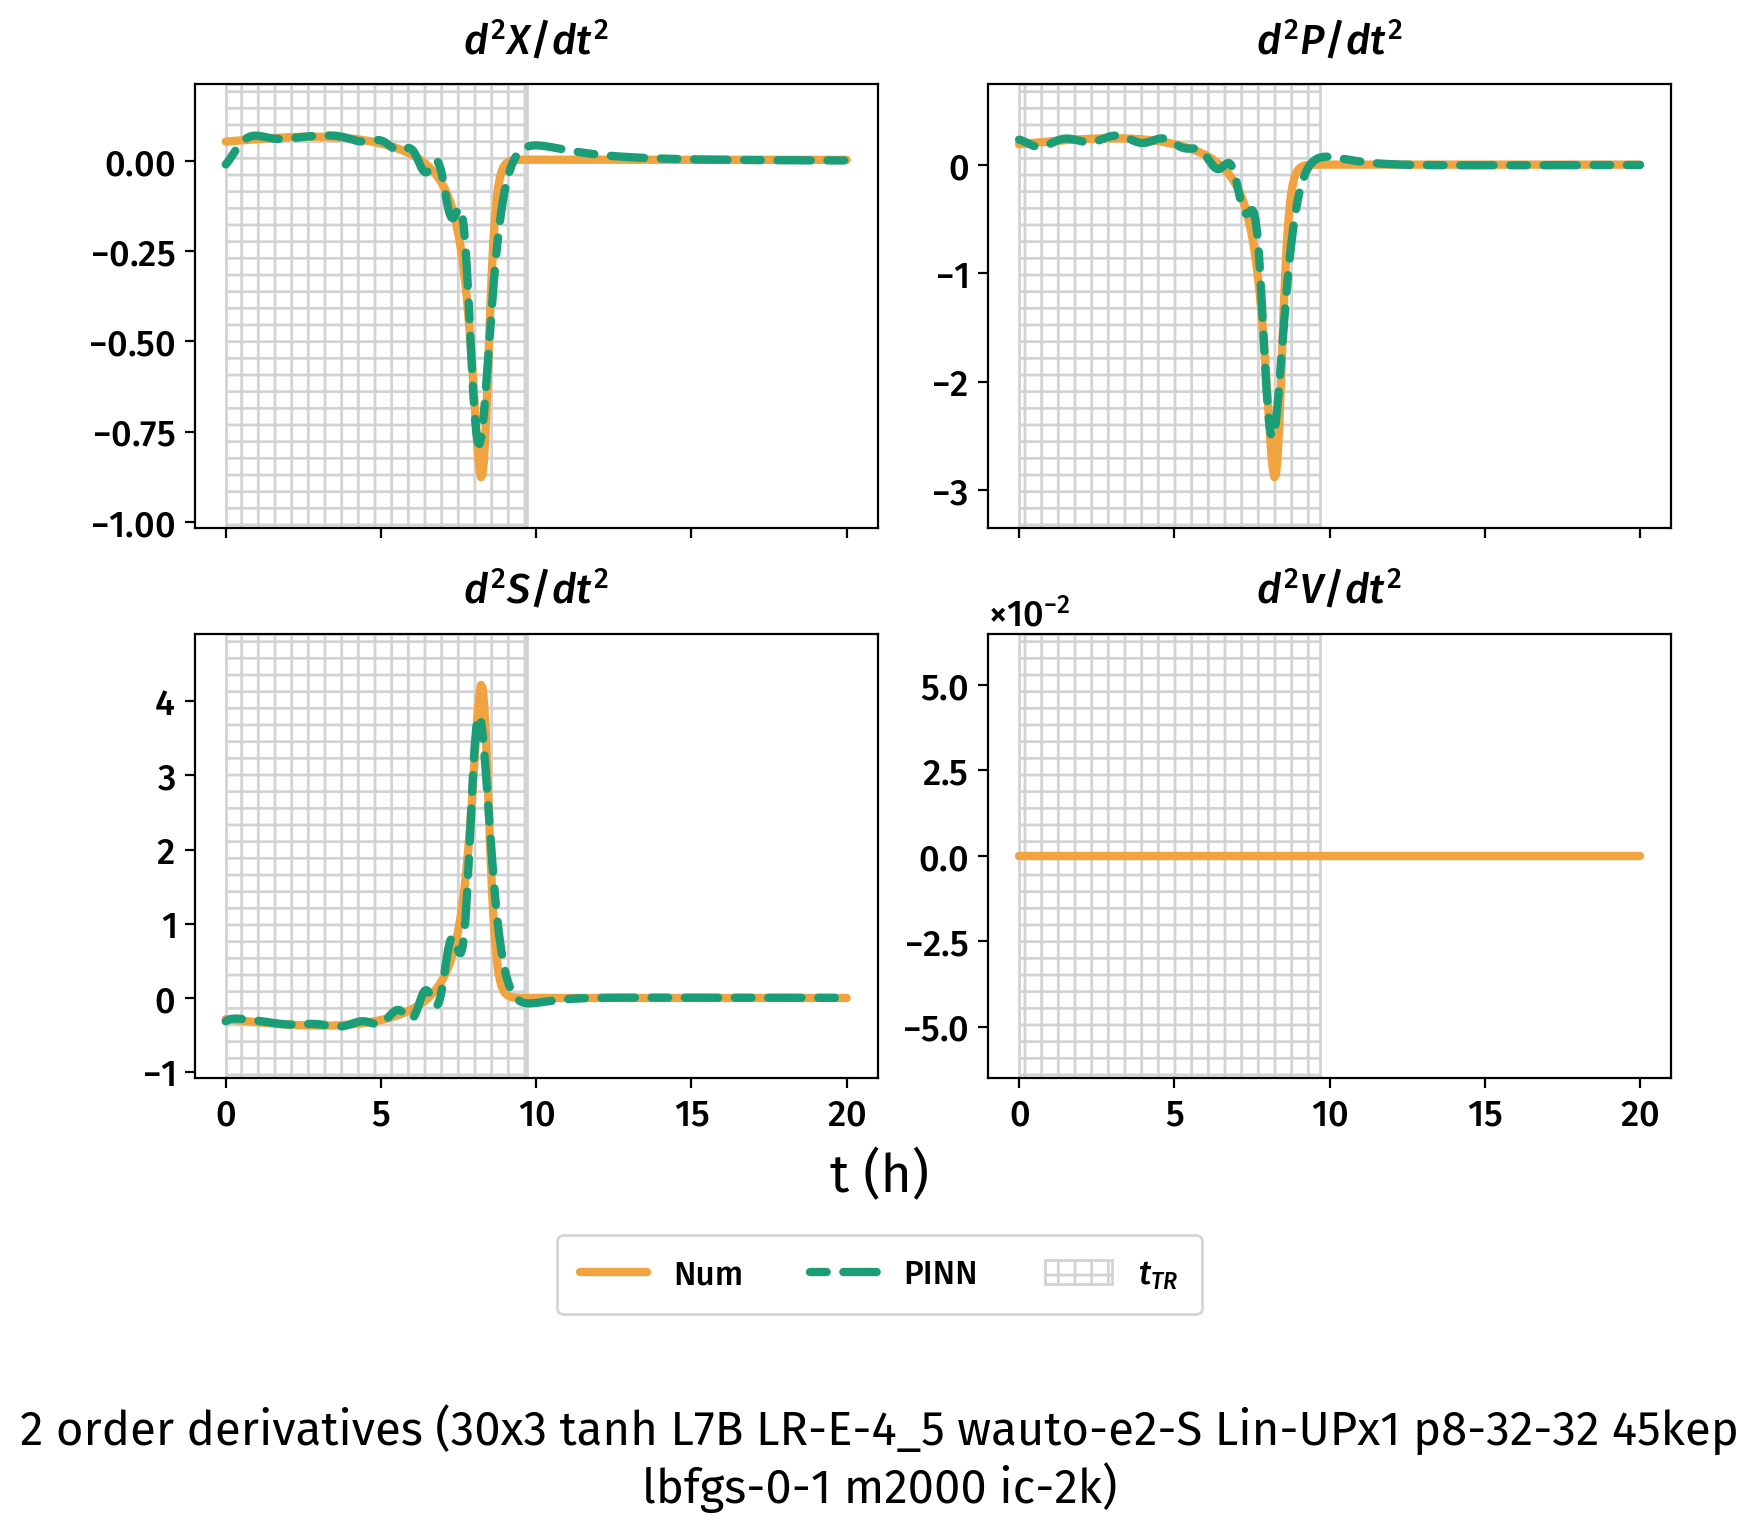 d²X/dt²
d²P/dt²
0.00
−0.25
−0.50
−0.75
−1.00
0
−1
−2
−3
d²S/dt²
d²V/dt²
×10⁻²
4
3
2
1
0
−1
5.0
2.5
0.0
−2.5
−5.0
0 5 10 15 20
0 5 10 15 20
t (h)
Num PINN t_TR
2 order derivatives (30x3 tanh L7B LR-E-4_5 wauto-e2-S Lin-UPx1 p8-32-32 45kep
lbfgs-0-1 m2000 ic-2k)